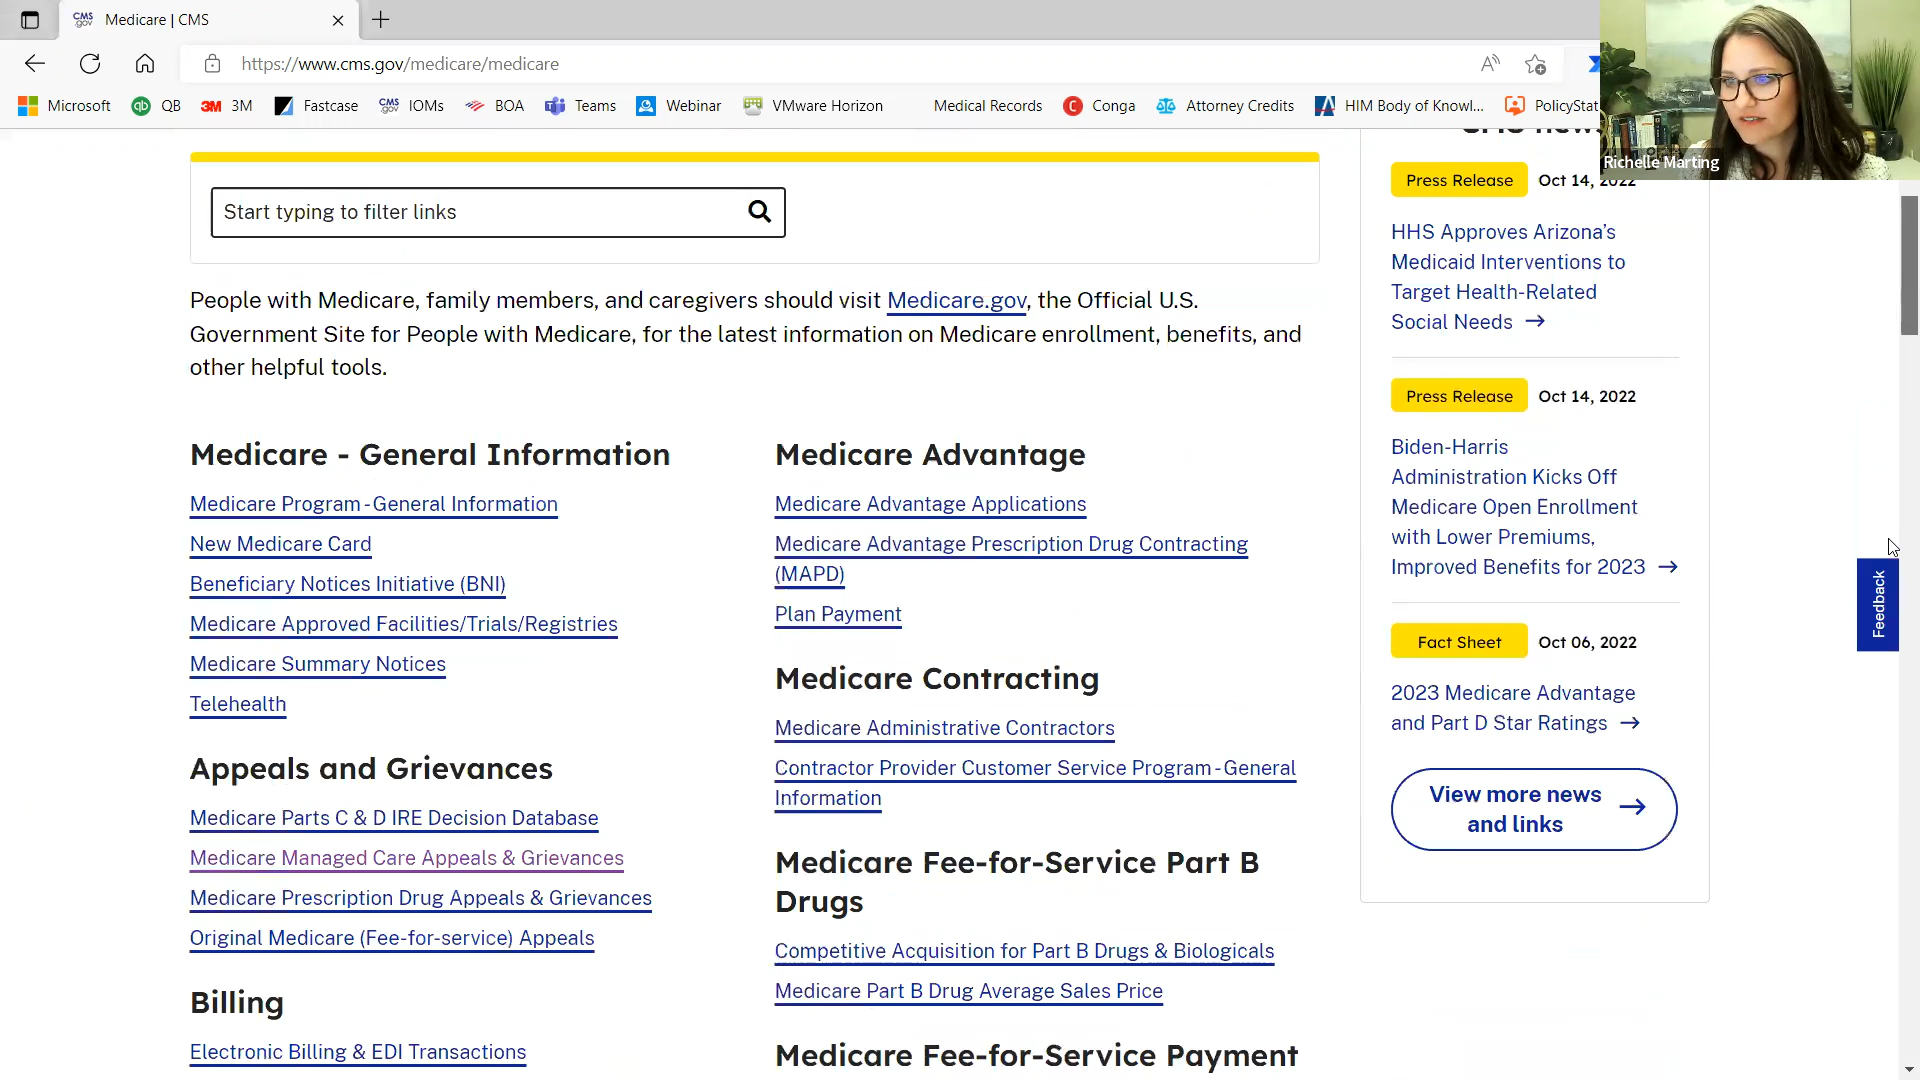 CMS.gov Medicare | CMS
https://www.cms.gov/medicare/medicare
Microsoft QB 3M 3M Fastcase CMS.gov IOMs BOA Teams Webinar VMware Horizon Medical Records Conga Attorney Credits HIM Body of Knowl... PolicyStat
Richelle Marting
Start typing to filter links
People with Medicare, family members, and caregivers should visit Medicare.gov, the Official U.S.
Government Site for People with Medicare, for the latest information on Medicare enrollment, benefits, and
other helpful tools.
Medicare - General Information
Medicare Program - General Information
New Medicare Card
Beneficiary Notices Initiative (BNI)
Medicare Approved Facilities/Trials/Registries
Medicare Summary Notices
Telehealth
Appeals and Grievances
Medicare Parts C & D IRE Decision Database
Medicare Managed Care Appeals & Grievances
Medicare Prescription Drug Appeals & Grievances
Original Medicare (Fee-for-service) Appeals
Billing
Electronic Billing & EDI Transactions
Medicare Advantage
Medicare Advantage Applications
Medicare Advantage Prescription Drug Contracting
(MAPD)
Plan Payment
Medicare Contracting
Medicare Administrative Contractors
Contractor Provider Customer Service Program - General
Information
Medicare Fee-for-Service Part B
Drugs
Competitive Acquisition for Part B Drugs & Biologicals
Medicare Part B Drug Average Sales Price
Medicare Fee-for-Service Payment
CMS news
Press Release Oct 14, 2022
HHS Approves Arizona's
Medicaid Interventions to
Target Health-Related
Social Needs
Press Release Oct 14, 2022
Biden-Harris
Administration Kicks Off
Medicare Open Enrollment
with Lower Premiums,
Improved Benefits for 2023
Fact Sheet Oct 06, 2022
2023 Medicare Advantage
and Part D Star Ratings
View more news
and links
Feedback